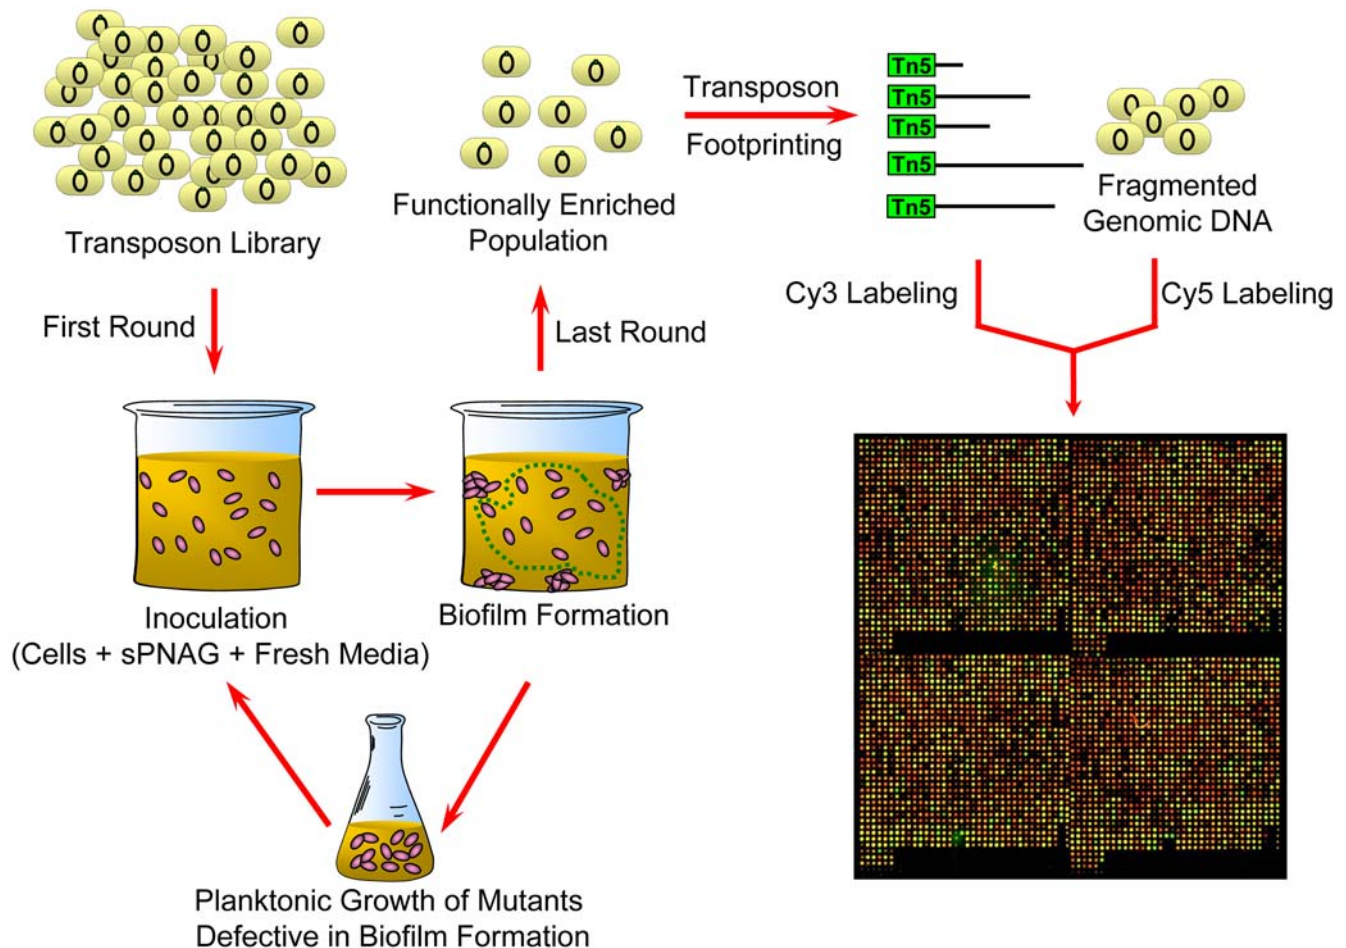 Transposon Library
First Round
Inoculation
(Cells + sPNAG + Fresh Media)
Biofilm Formation
Planktonic Growth of Mutants
Defective in Biofilm Formation
Last Round
Functionally Enriched
Population
Transposon
Footprinting
Tn5
Tn5
Tn5
Tn5
Tn5
Fragmented
Genomic DNA
Cy3 Labeling
Cy5 Labeling